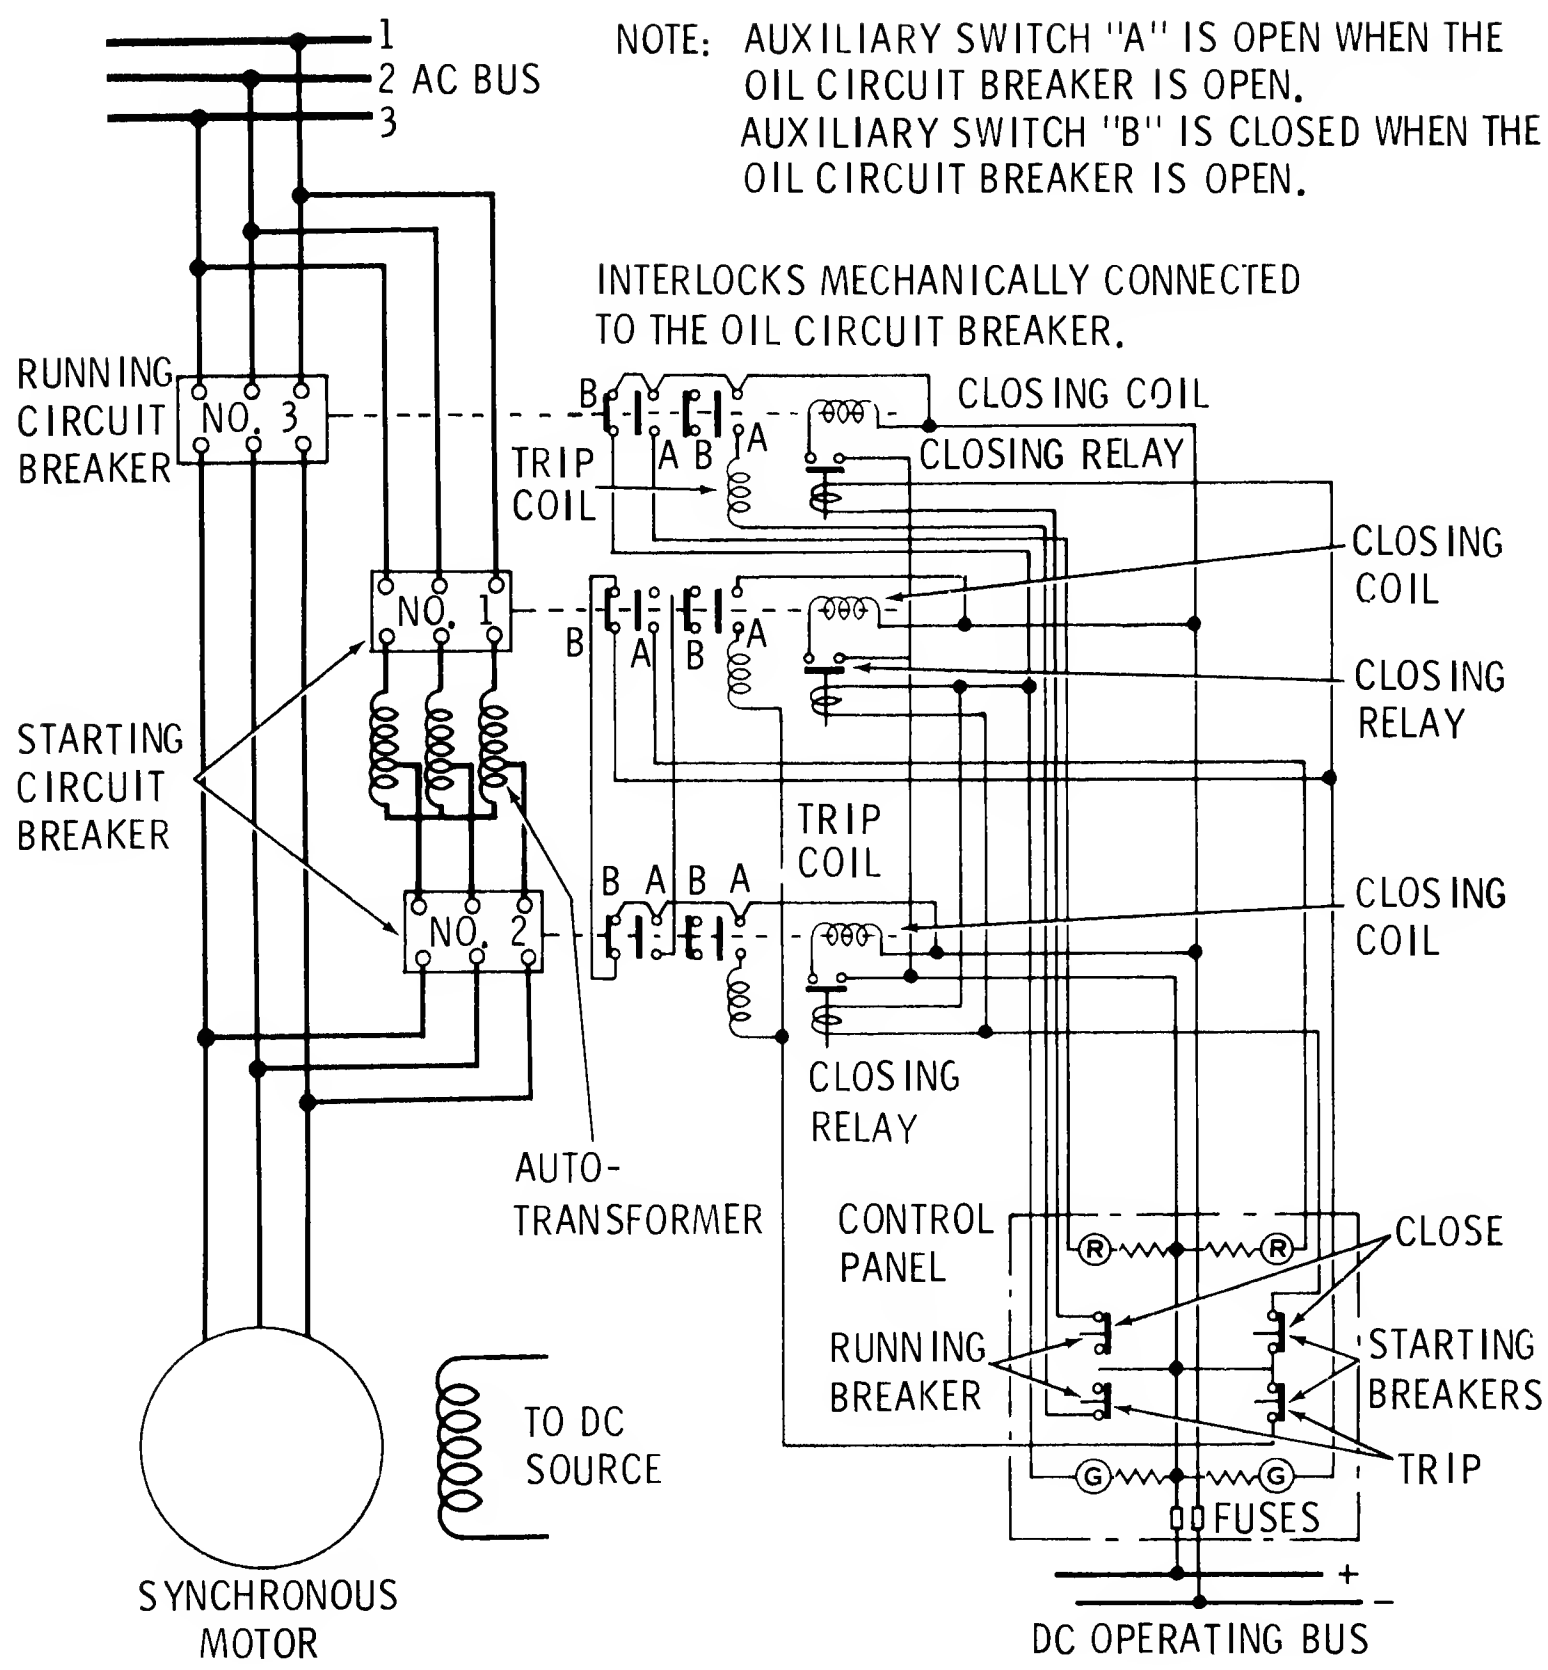 1
2 AC BUS
3
NOTE: AUXILIARY SWITCH "A" IS OPEN WHEN THE
OIL CIRCUIT BREAKER IS OPEN.
AUXILIARY SWITCH "B" IS CLOSED WHEN THE
OIL CIRCUIT BREAKER IS OPEN.
INTERLOCKS MECHANICALLY CONNECTED
TO THE OIL CIRCUIT BREAKER.
RUNNING
CIRCUIT
BREAKER
NO. 3
B
A
B
A
CLOSING COIL
CLOSING RELAY
TRIP
COIL
CLOSING
COIL
NO. 1
B
A
B
A
CLOSING
RELAY
STARTING
CIRCUIT
BREAKER
TRIP
COIL
B A B A
NO. 2
CLOSING
COIL
CLOSING
RELAY
AUTO-
TRANSFORMER
CONTROL
PANEL
R
R
CLOSE
RUNNING
BREAKER
STARTING
BREAKERS
TRIP
G
G
FUSES
TO DC
SOURCE
SYNCHRONOUS
MOTOR
+
-
DC OPERATING BUS